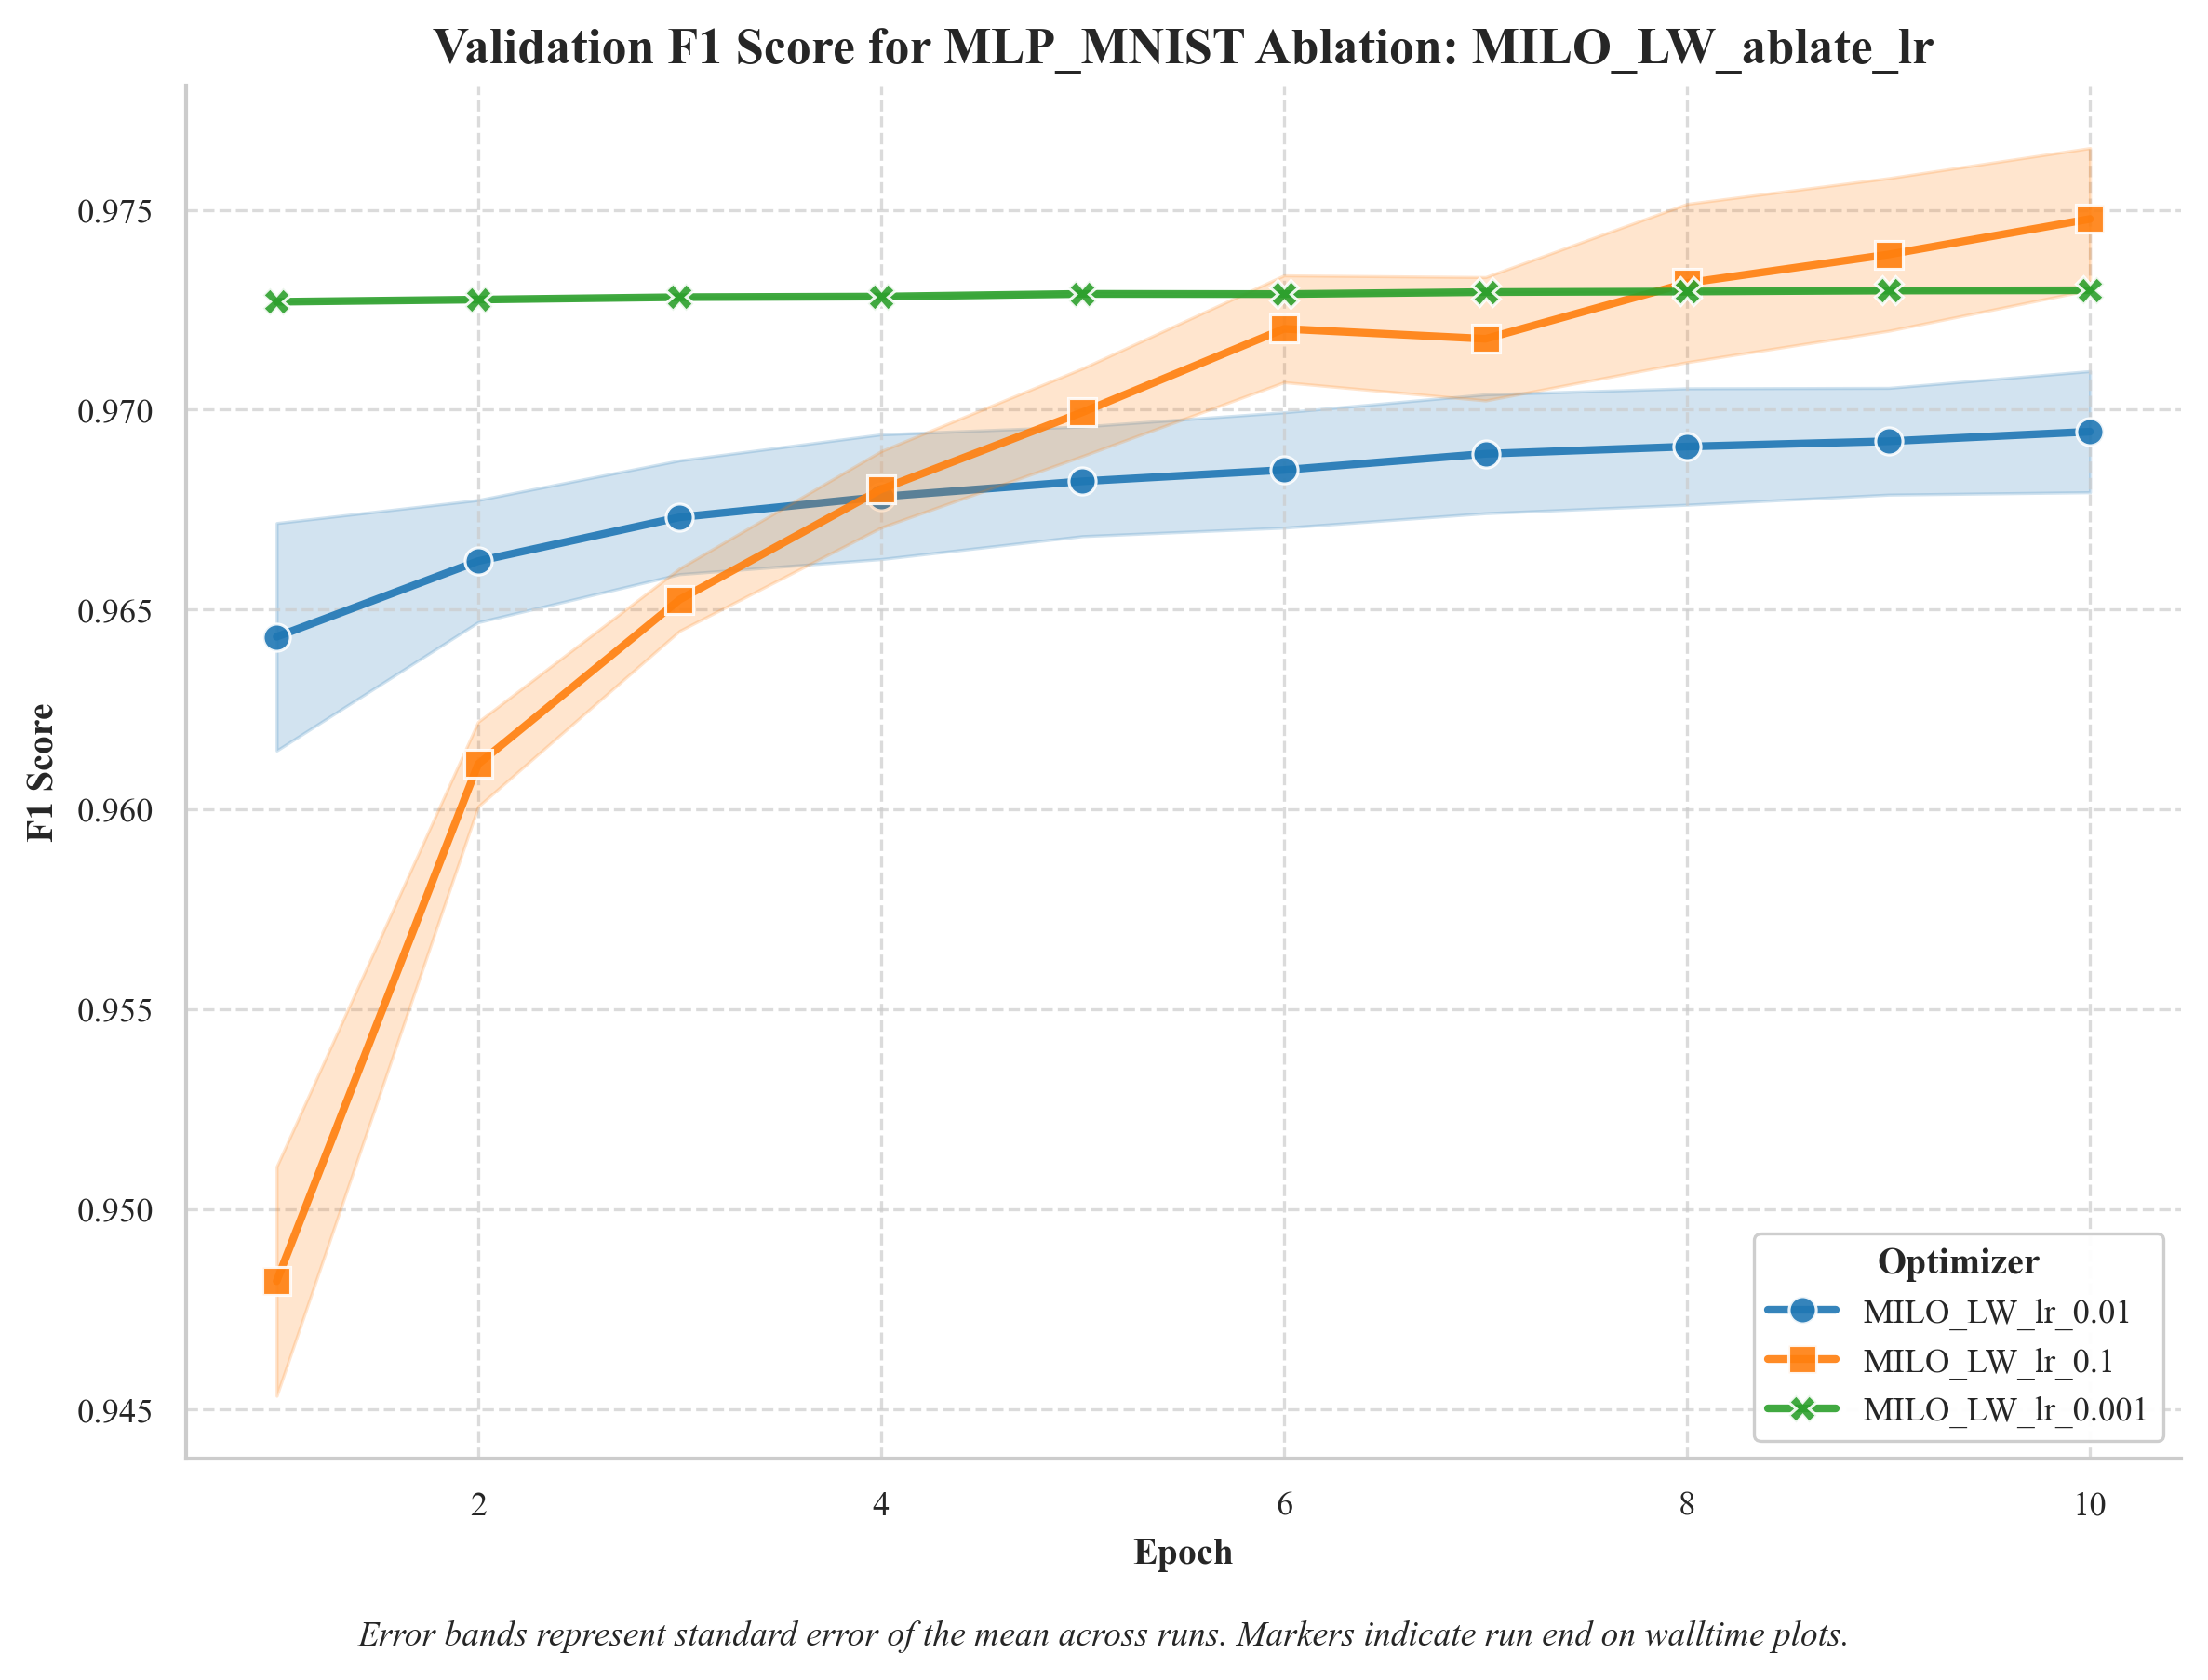 Validation F1 Score for MLP_MNIST Ablation: MILO_LW_ablate_lr
F1 Score
0.975
0.970
0.965
0.960
0.955
0.950
0.945
2
4
6
8
10
Epoch
Optimizer
MILO_LW_lr_0.01
MILO_LW_lr_0.1
MILO_LW_lr_0.001
Error bands represent standard error of the mean across runs. Markers indicate run end on walltime plots.